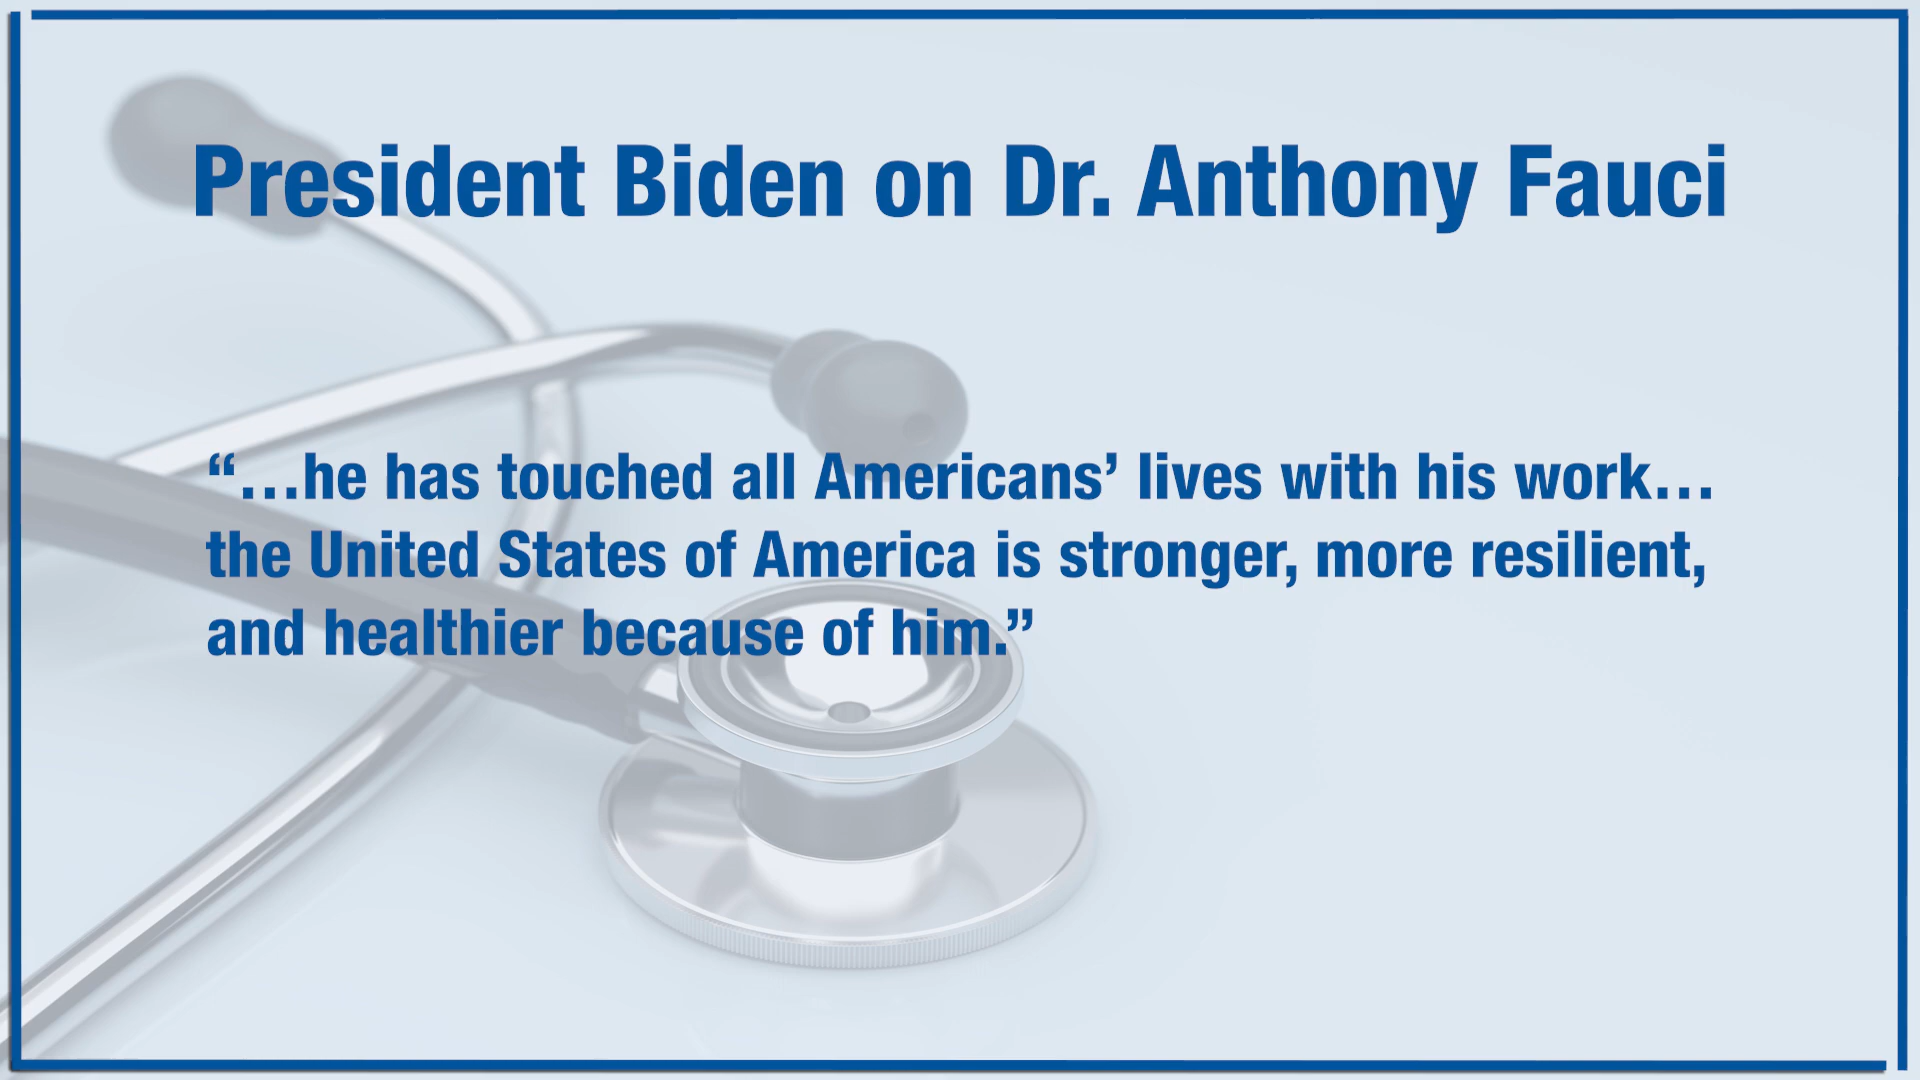 President Biden on Dr. Anthony Fauci
“…he has touched all Americans’ lives with his work…
the United States of America is stronger, more resilient,
and healthier because of him.”